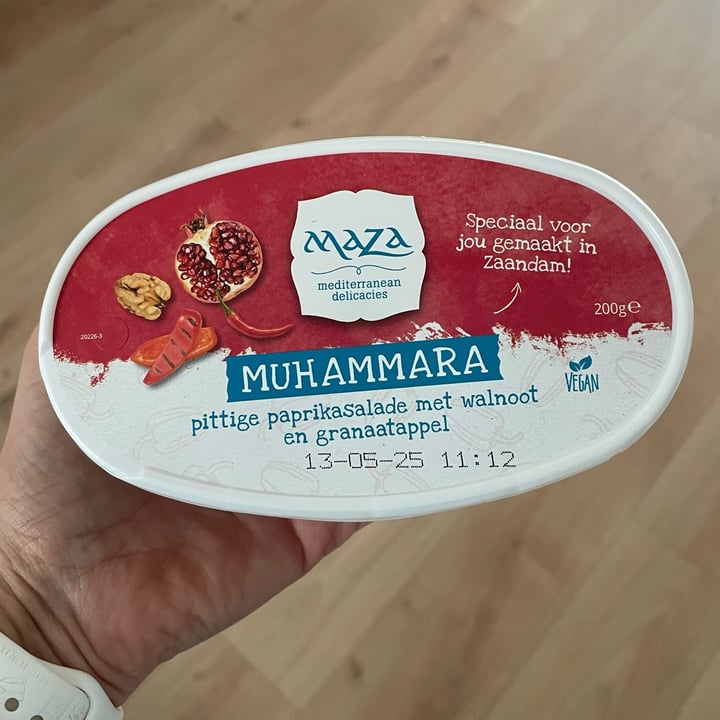 MAZA
mediterranean
delicacies
Speciaal voor
jou gemaakt in
Zaandam!
200g℮
20226-3
MUHAMMARA
VEGAN
pittige paprikasalade met walnoot
en granaatappel
13-05-25 11:12